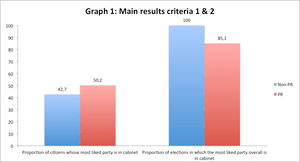 Graph 1: Main results criteria 1 & 2
100
90
80
70
60
50
40
30
20
10
0
42,7
50,2
100
85,1
Proportion of citizens whose most liked party is in cabinet
Proportion of elections in which the most liked party overall is
in cabinet
Non-PR
PR